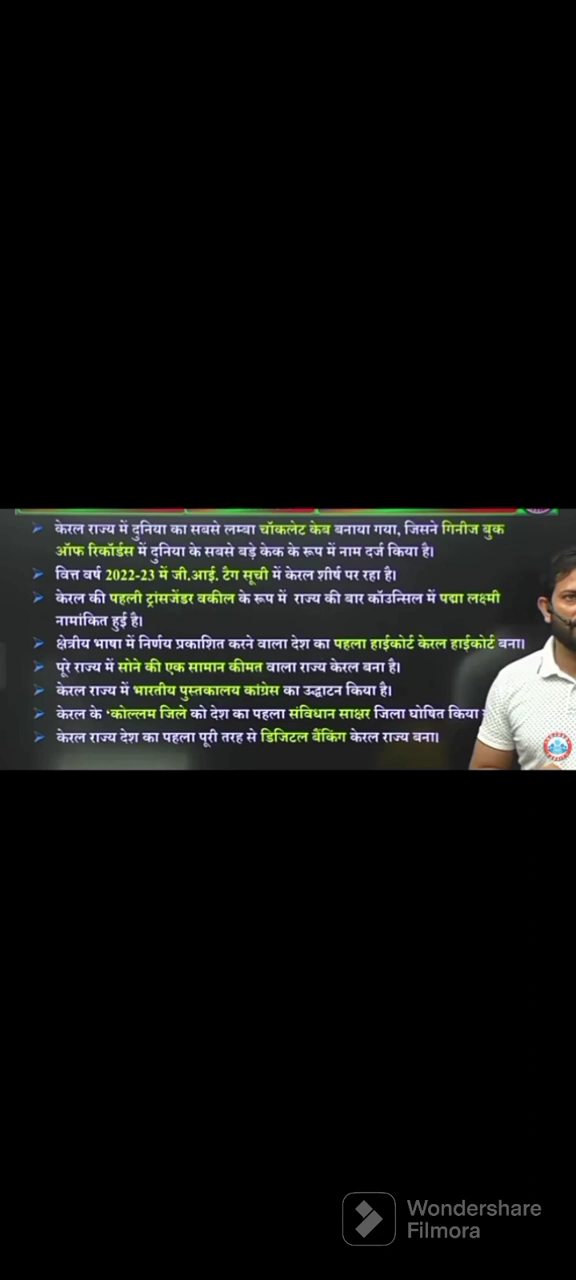 ➢ केरल राज्य में दुनिया का सबसे लम्बा चॉकलेट केब बनाया गया, जिसने गिनीज बुक
ऑफ रिकॉर्डस में दुनिया के सबसे बड़े केक के रूप में नाम दर्ज किया है।
➢ वित्त वर्ष 2022-23 में जी.आई. टैग सूची में केरल शीर्ष पर रहा है।
➢ केरल की पहली ट्रांसजेंडर वकील के रूप में राज्य की बार कॉउन्सिल में पद्मा लक्ष्मी
नामांकित हुई है।
➢ क्षेत्रीय भाषा में निर्णय प्रकाशित करने वाला देश का पहला हाईकोर्ट केरल हाईकोर्ट बना।
➢ पूरे राज्य में सोने की एक सामान कीमत वाला राज्य केरल बना है।
➢ केरल राज्य में भारतीय पुस्तकालय कांग्रेस का उद्घाटन किया है।
➢ केरल के 'कोल्लम जिले को देश का पहला संविधान साक्षर जिला घोषित किया
➢ केरल राज्य देश का पहला पूरी तरह से डिजिटल बैंकिंग केरल राज्य बना।
Wondershare
Filmora